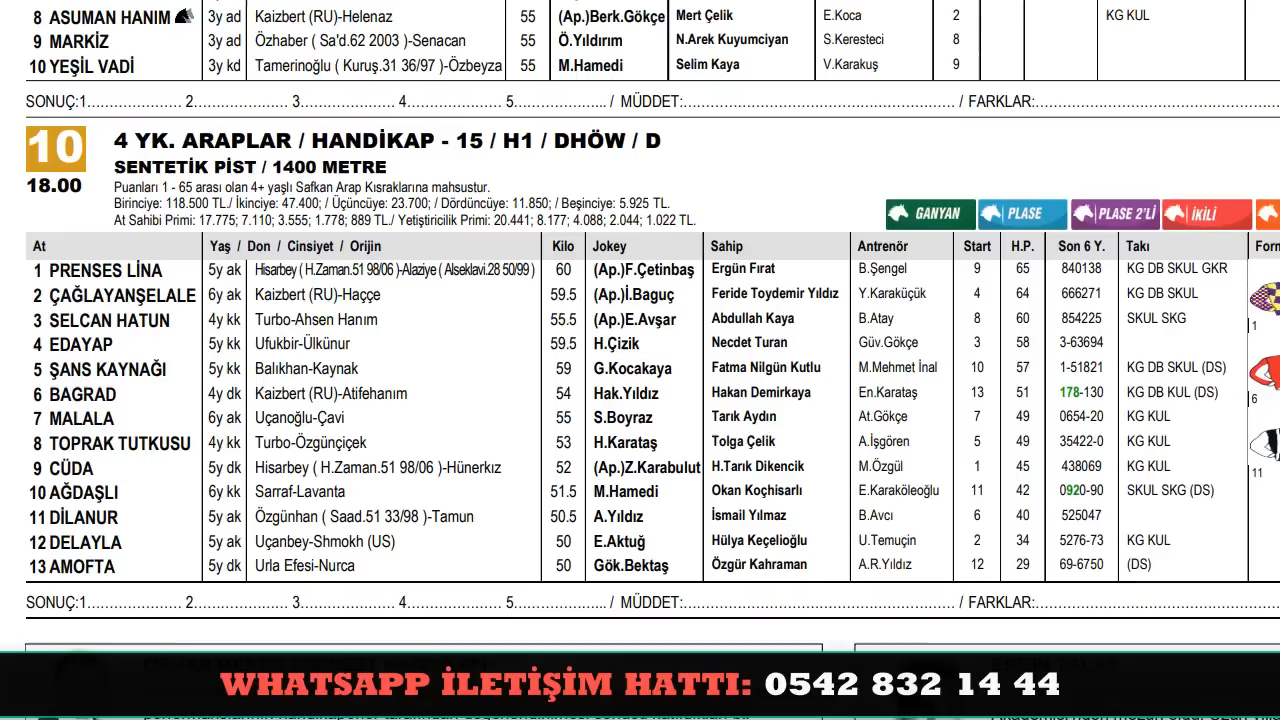 8 ASUMAN HANIM 3y ad Kaizbert (RU)-Helenaz 55 (Ap.)Berk.Gökçe Mert Çelik E.Koca 2 KG KUL
9 MARKİZ 3y ad Özhaber ( Sa'd.62 2003 )-Senacan 55 Ö.Yıldırım N.Arek Kuyumciyan S.Keresteci 8
10 YEŞİL VADİ 3y kd Tamerinoğlu ( Kuruş.31 36/97 )-Özbeyza 55 M.Hamedi Selim Kaya V.Karakuş 9
SONUÇ:1...................... 2....................... 3....................... 4....................... 5...................... / MÜDDET:................................................................ / FARKLAR:..........................................................
10 4 YK. ARAPLAR / HANDİKAP - 15 / H1 / DHÖW / D
SENTETİK PİST / 1400 METRE
18.00 Puanları 1 - 65 arası olan 4+ yaşlı Safkan Arap Kısraklarına mahsustur.
Birinciye: 118.500 TL./ İkinciye: 47.400; / Üçüncüye: 23.700; / Dördüncüye: 11.850; / Beşinciye: 5.925 TL.
At Sahibi Primi: 17.775; 7.110; 3.555; 1.778; 889 TL./ Yetiştiricilik Primi: 20.441; 8.177; 4.088; 2.044; 1.022 TL.
GANYAN PLASE PLASE 2'Lİ İKİLİ
At Yaş / Don / Cinsiyet / Orijin Kilo Jokey Sahip Antrenör Start H.P. Son 6 Y. Takı Form
1 PRENSES LİNA 5y ak Hisarbey ( H.Zaman.51 98/06 )-Alaziye ( Alseklavi.28 50/99 ) 60 (Ap.)F.Çetinbaş Ergün Fırat B.Şengel 9 65 840138 KG DB SKUL GKR
2 ÇAĞLAYANŞELALE 6y ak Kaizbert (RU)-Haççe 59.5 (Ap.)İ.Baguç Feride Toydemir Yıldız Y.Karaküçük 4 64 666271 KG DB SKUL
3 SELCAN HATUN 4y kk Turbo-Ahsen Hanım 55.5 (Ap.)E.Avşar Abdullah Kaya B.Atay 8 60 854225 SKUL SKG
1
4 EDAYAP 5y kk Ufukbir-Ülkünur 59.5 H.Çizik Necdet Turan Güv.Gökçe 3 58 3-63694
5 ŞANS KAYNAĞI 5y kk Balıkhan-Kaynak 59 G.Kocakaya Fatma Nilgün Kutlu M.Mehmet İnal 10 57 1-51821 KG DB SKUL (DS)
6 BAGRAD 4y dk Kaizbert (RU)-Atifehanım 54 Hak.Yıldız Hakan Demirkaya En.Karataş 13 51 178-130 KG DB KUL (DS)
6
7 MALALA 6y ak Uçanoğlu-Çavi 55 S.Boyraz Tarık Aydın At.Gökçe 7 49 0654-20 KG KUL
8 TOPRAK TUTKUSU 4y kk Turbo-Özgünçiçek 53 H.Karataş Tolga Çelik A.İşgören 5 49 35422-0 KG KUL
9 CÜDA 5y dk Hisarbey ( H.Zaman.51 98/06 )-Hünerkız 52 (Ap.)Z.Karabulut H.Tarık Dikencik M.Özgül 1 45 438069 KG KUL
11
10 AĞDAŞLI 6y kk Sarraf-Lavanta 51.5 M.Hamedi Okan Koçhisarlı E.Karaköleoğlu 11 42 0920-90 SKUL SKG (DS)
11 DİLANUR 5y ak Özgünhan ( Saad.51 33/98 )-Tamun 50.5 A.Yıldız İsmail Yılmaz B.Avcı 6 40 525047
12 DELAYLA 5y ak Uçanbey-Shmokh (US) 50 E.Aktuğ Hülya Keçelioğlu U.Temuçin 2 34 5276-73 KG KUL
13 AMOFTA 5y dk Urla Efesi-Nurca 50 Gök.Bektaş Özgür Kahraman A.R.Yıldız 12 29 69-6750 (DS)
SONUÇ:1...................... 2....................... 3....................... 4....................... 5...................... / MÜDDET:................................................................ / FARKLAR:..........................................................
WHATSAPP İLETİŞİM HATTI: 0542 832 14 44